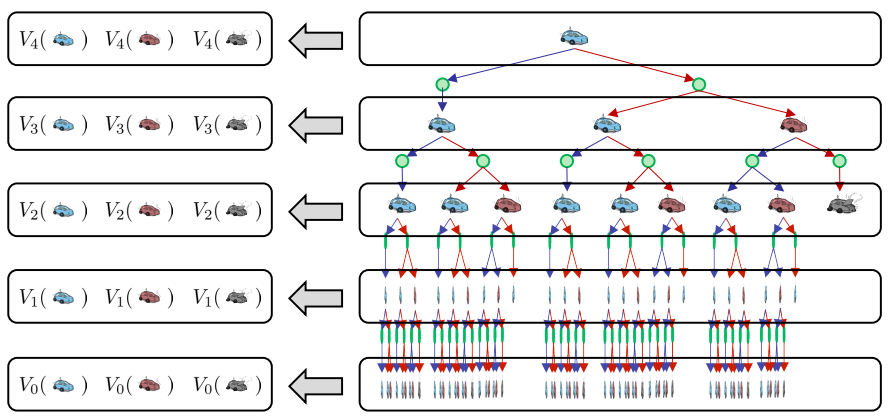 V₄( ) V₄( ) V₄( )
V₃( ) V₃( ) V₃( )
V₂( ) V₂( ) V₂( )
V₁( ) V₁( ) V₁( )
V₀( ) V₀( ) V₀( )